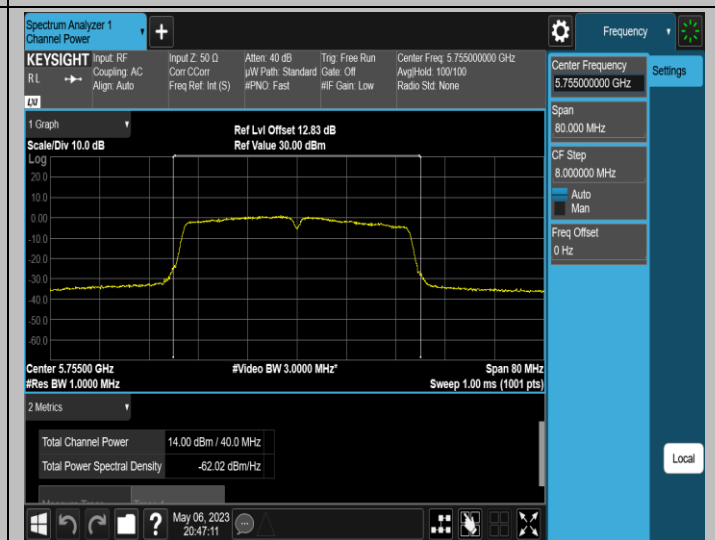 Spectrum Analyzer 1
Channel Power
+
Frequency
KEYSIGHT
R L
LXI
Input: RF
Coupling: AC
Align: Auto
Input Z: 50 Ω
Corr CCorr
Freq Ref: Int (S)
Atten: 40 dB
µW Path: Standard
#PNO: Fast
Trig: Free Run
Gate: Off
#IF Gain: Low
Center Freq: 5.755000000 GHz
Avg|Hold: 100/100
Radio Std: None
Center Frequency
5.755000000 GHz
Settings
Span
80.000 MHz
CF Step
8.000000 MHz
Auto
Man
Freq Offset
0 Hz
Local
1 Graph
Scale/Div 10.0 dB
Ref Lvl Offset 12.83 dB
Ref Value 30.00 dBm
Log
20.0
10.0
0.00
-10.0
-20.0
-30.0
-40.0
-50.0
-60.0
Center 5.75500 GHz
#Video BW 3.0000 MHz*
Span 80 MHz
#Res BW 1.0000 MHz
Sweep 1.00 ms (1001 pts)
2 Metrics
Total Channel Power 14.00 dBm / 40.0 MHz
Total Power Spectral Density -62.02 dBm/Hz
?
May 06, 2023
20:47:11